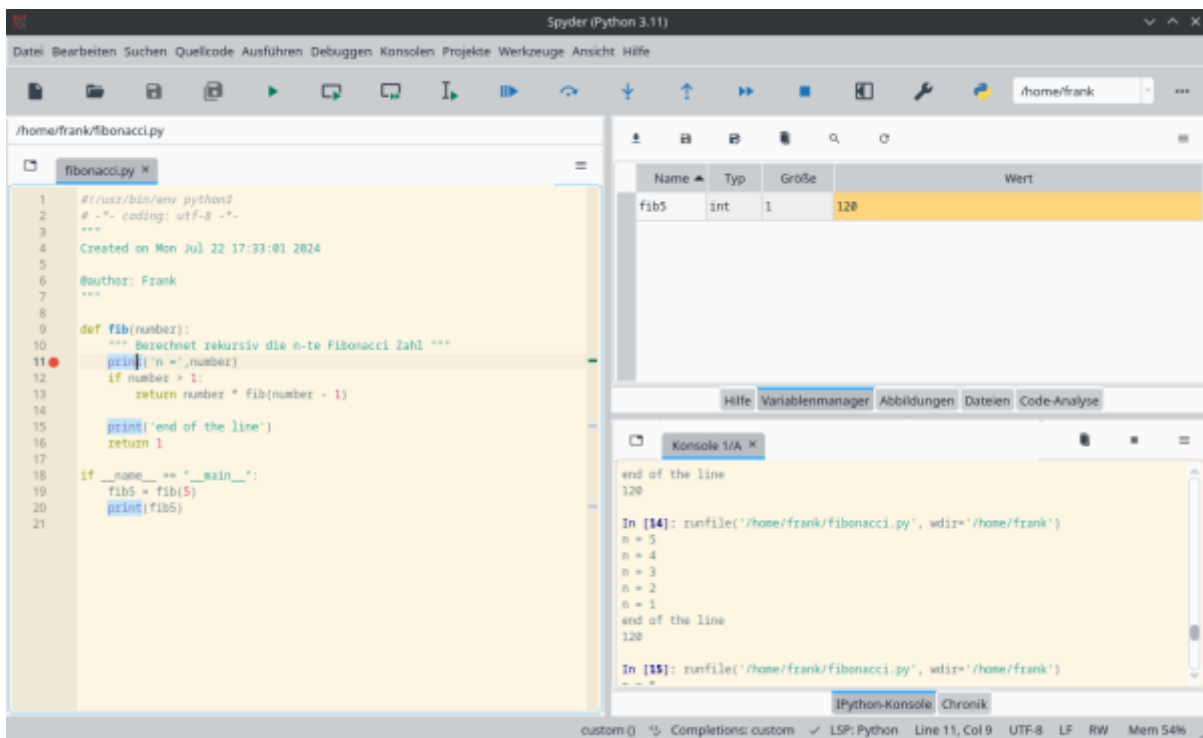 Spyder (Python 3.11)
Datei Bearbeiten Suchen Quellcode Ausführen Debuggen Konsolen Projekte Werkzeuge Ansicht Hilfe
/home/frank
/home/frank/fibonacci.py
fibonacci.py
1 #!/usr/bin/env python3
2 # -*- coding: utf-8 -*-
3 """
4 Created on Mon Jul 22 17:33:01 2024
5
6 @author: Frank
7 """
8
9 def fib(number):
10 """ Berechnet rekursiv die n-te Fibonacci Zahl """
11 print('n =',number)
12 if number > 1:
13 return number * fib(number - 1)
14
15 print('end of the line')
16 return 1
17
18 if __name__ == "__main__":
19 fib5 = fib(5)
20 print(fib5)
21
Name Typ Größe Wert
fib5 int 1 120
Hilfe Variablenmanager Abbildungen Dateien Code-Analyse
Konsole 1/A
end of the line
120
In [14]: runfile('/home/frank/fibonacci.py', wdir='/home/frank')
n = 5
n = 4
n = 3
n = 2
n = 1
end of the line
120
In [15]: runfile('/home/frank/fibonacci.py', wdir='/home/frank')
IPython-Konsole Chronik
custom () Completions: custom LSP: Python Line 11, Col 9 UTF-8 LF RW Mem 54%